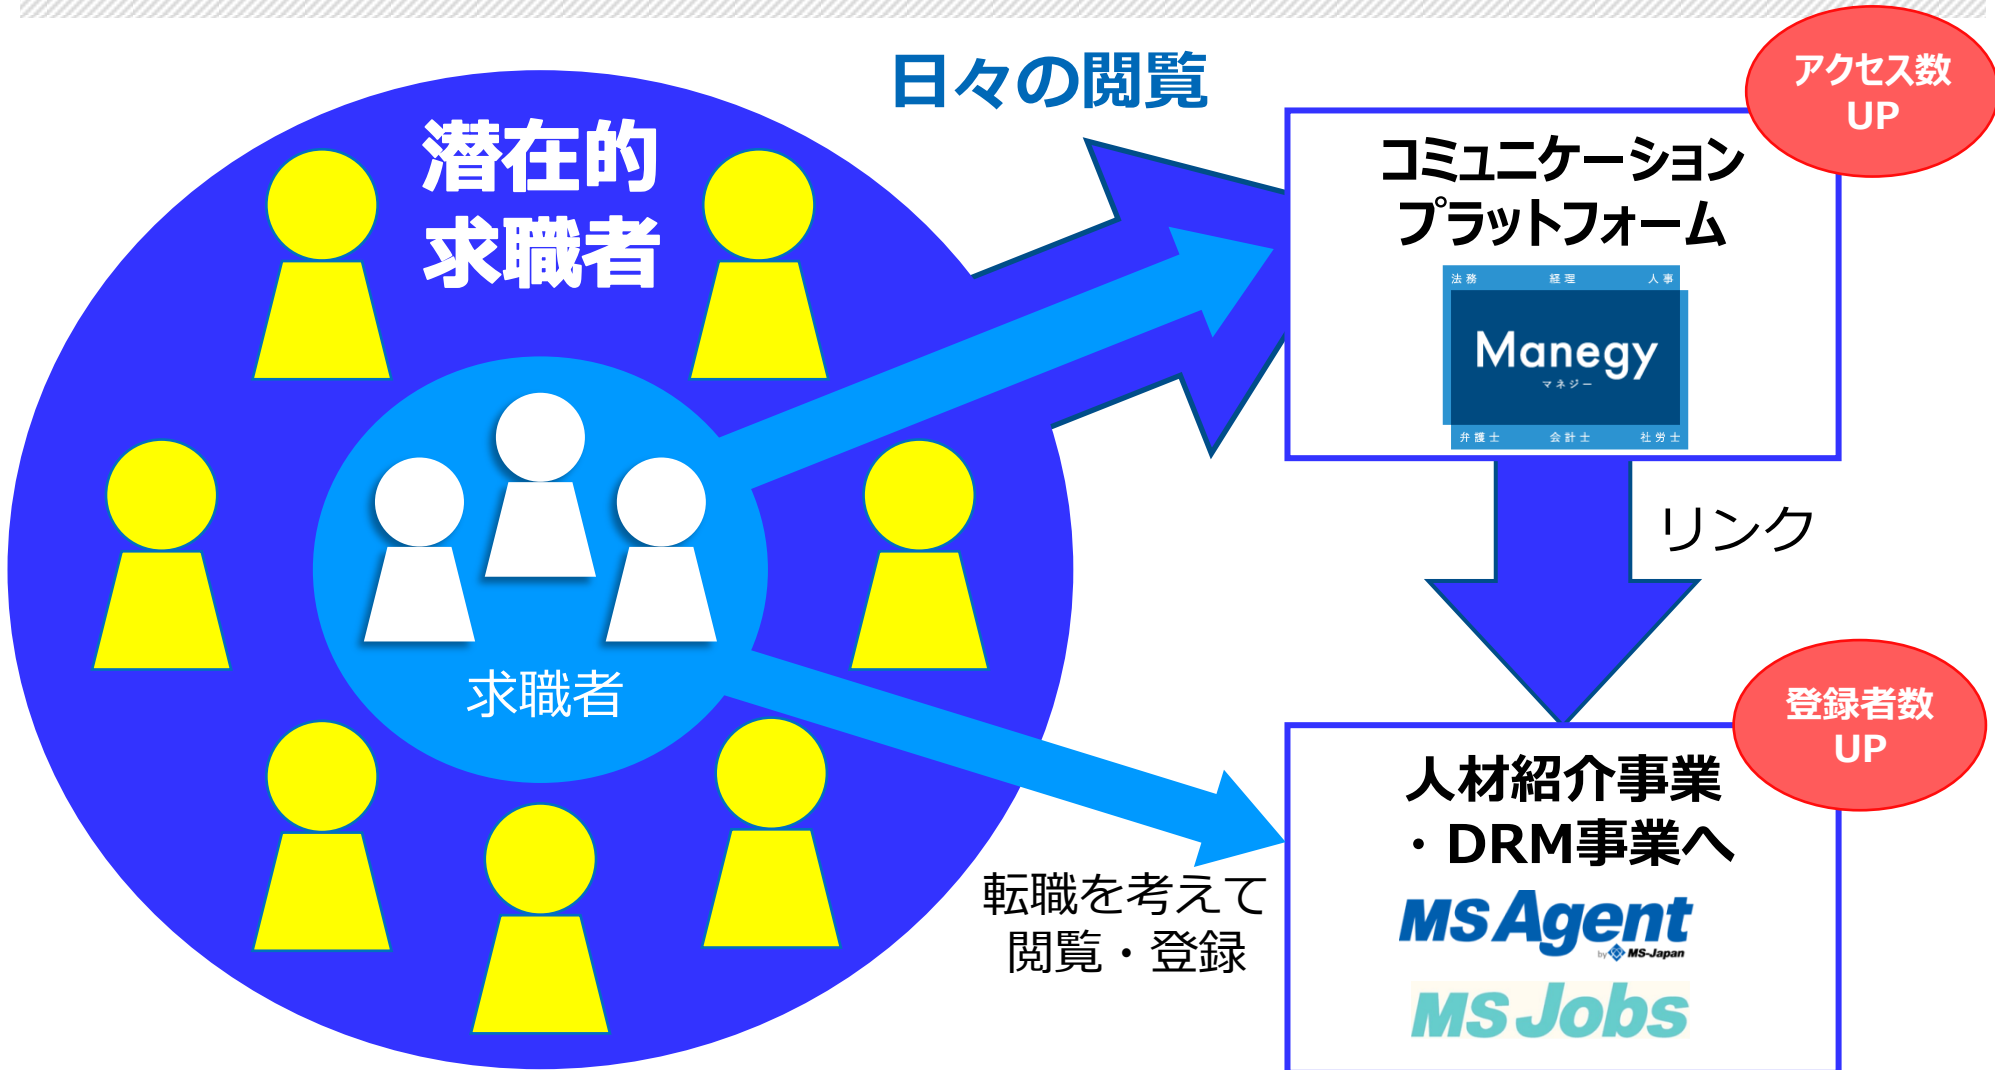 日々の閲覧
アクセス数
UP
潜在的
求職者
コミュニケーション
プラットフォーム
法務 経理 人事
Manegy
マネジー
弁護士 会計士 社労士
リンク
求職者
登録者数
UP
人材紹介事業
・DRM事業へ
転職を考えて
閲覧・登録
MS Agent
by MS-Japan
MS Jobs